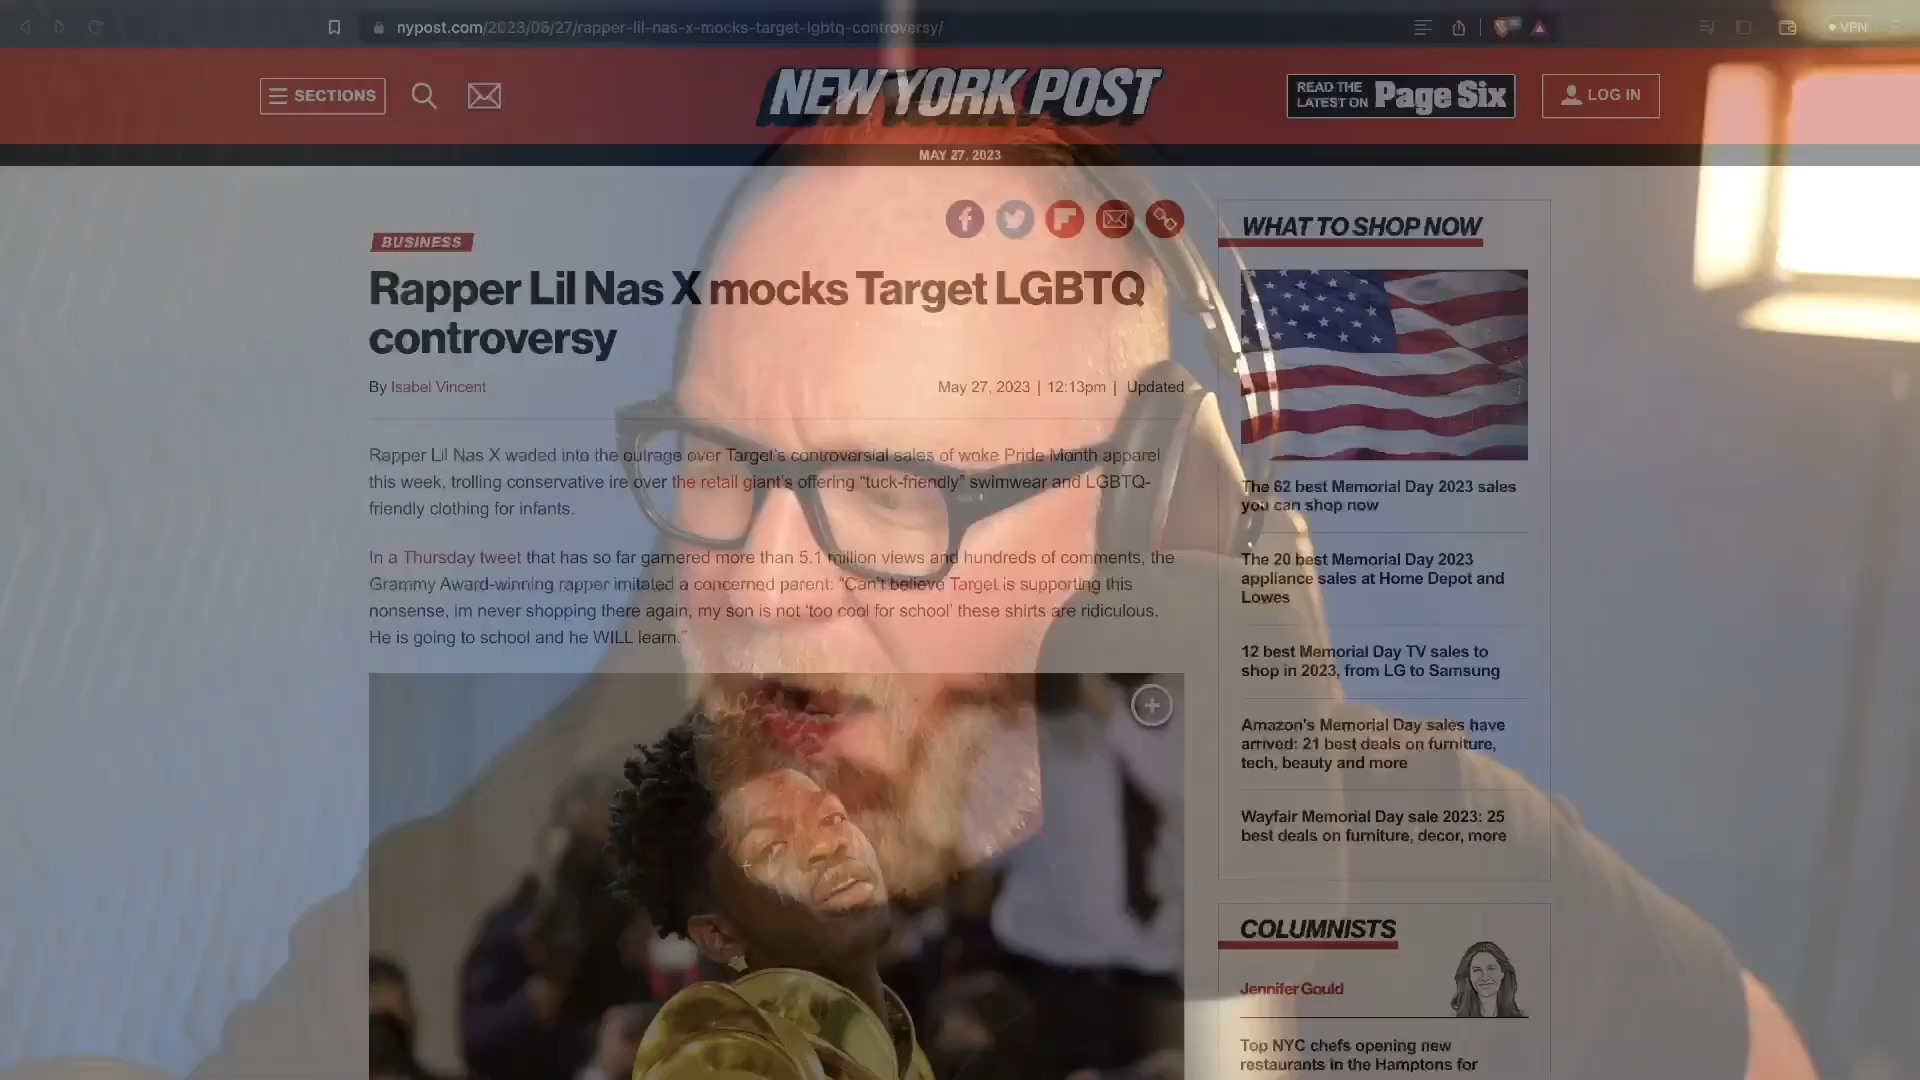 nypost.com/2023/05/27/rapper-lil-nas-x-mocks-target-lgbtq-controversy/
VPN
SECTIONS
NEW YORK POST
READ THE
LATEST ON
Page Six
LOG IN
MAY 27, 2023
BUSINESS
Rapper Lil Nas X mocks Target LGBTQ
controversy
By Isabel Vincent
May 27, 2023 | 12:13pm | Updated
Rapper Lil Nas X waded into the outrage over Target's controversial sales of woke Pride Month apparel
this week, trolling conservative ire over the retail giant's offering “tuck-friendly” swimwear and LGBTQ-
friendly clothing for infants.
In a Thursday tweet that has so far garnered more than 5.1 million views and hundreds of comments, the
Grammy Award-winning rapper imitated a concerned parent: “Can't believe Target is supporting this
nonsense, im never shopping there again, my son is not ‘too cool for school’ these shirts are ridiculous.
He is going to school and he WILL learn.”
WHAT TO SHOP NOW
The 62 best Memorial Day 2023 sales
you can shop now
The 20 best Memorial Day 2023
appliance sales at Home Depot and
Lowes
12 best Memorial Day TV sales to
shop in 2023, from LG to Samsung
Amazon's Memorial Day sales have
arrived: 21 best deals on furniture,
tech, beauty and more
Wayfair Memorial Day sale 2023: 25
best deals on furniture, decor, more
COLUMNISTS
Jennifer Gould
Top NYC chefs opening new
restaurants in the Hamptons for